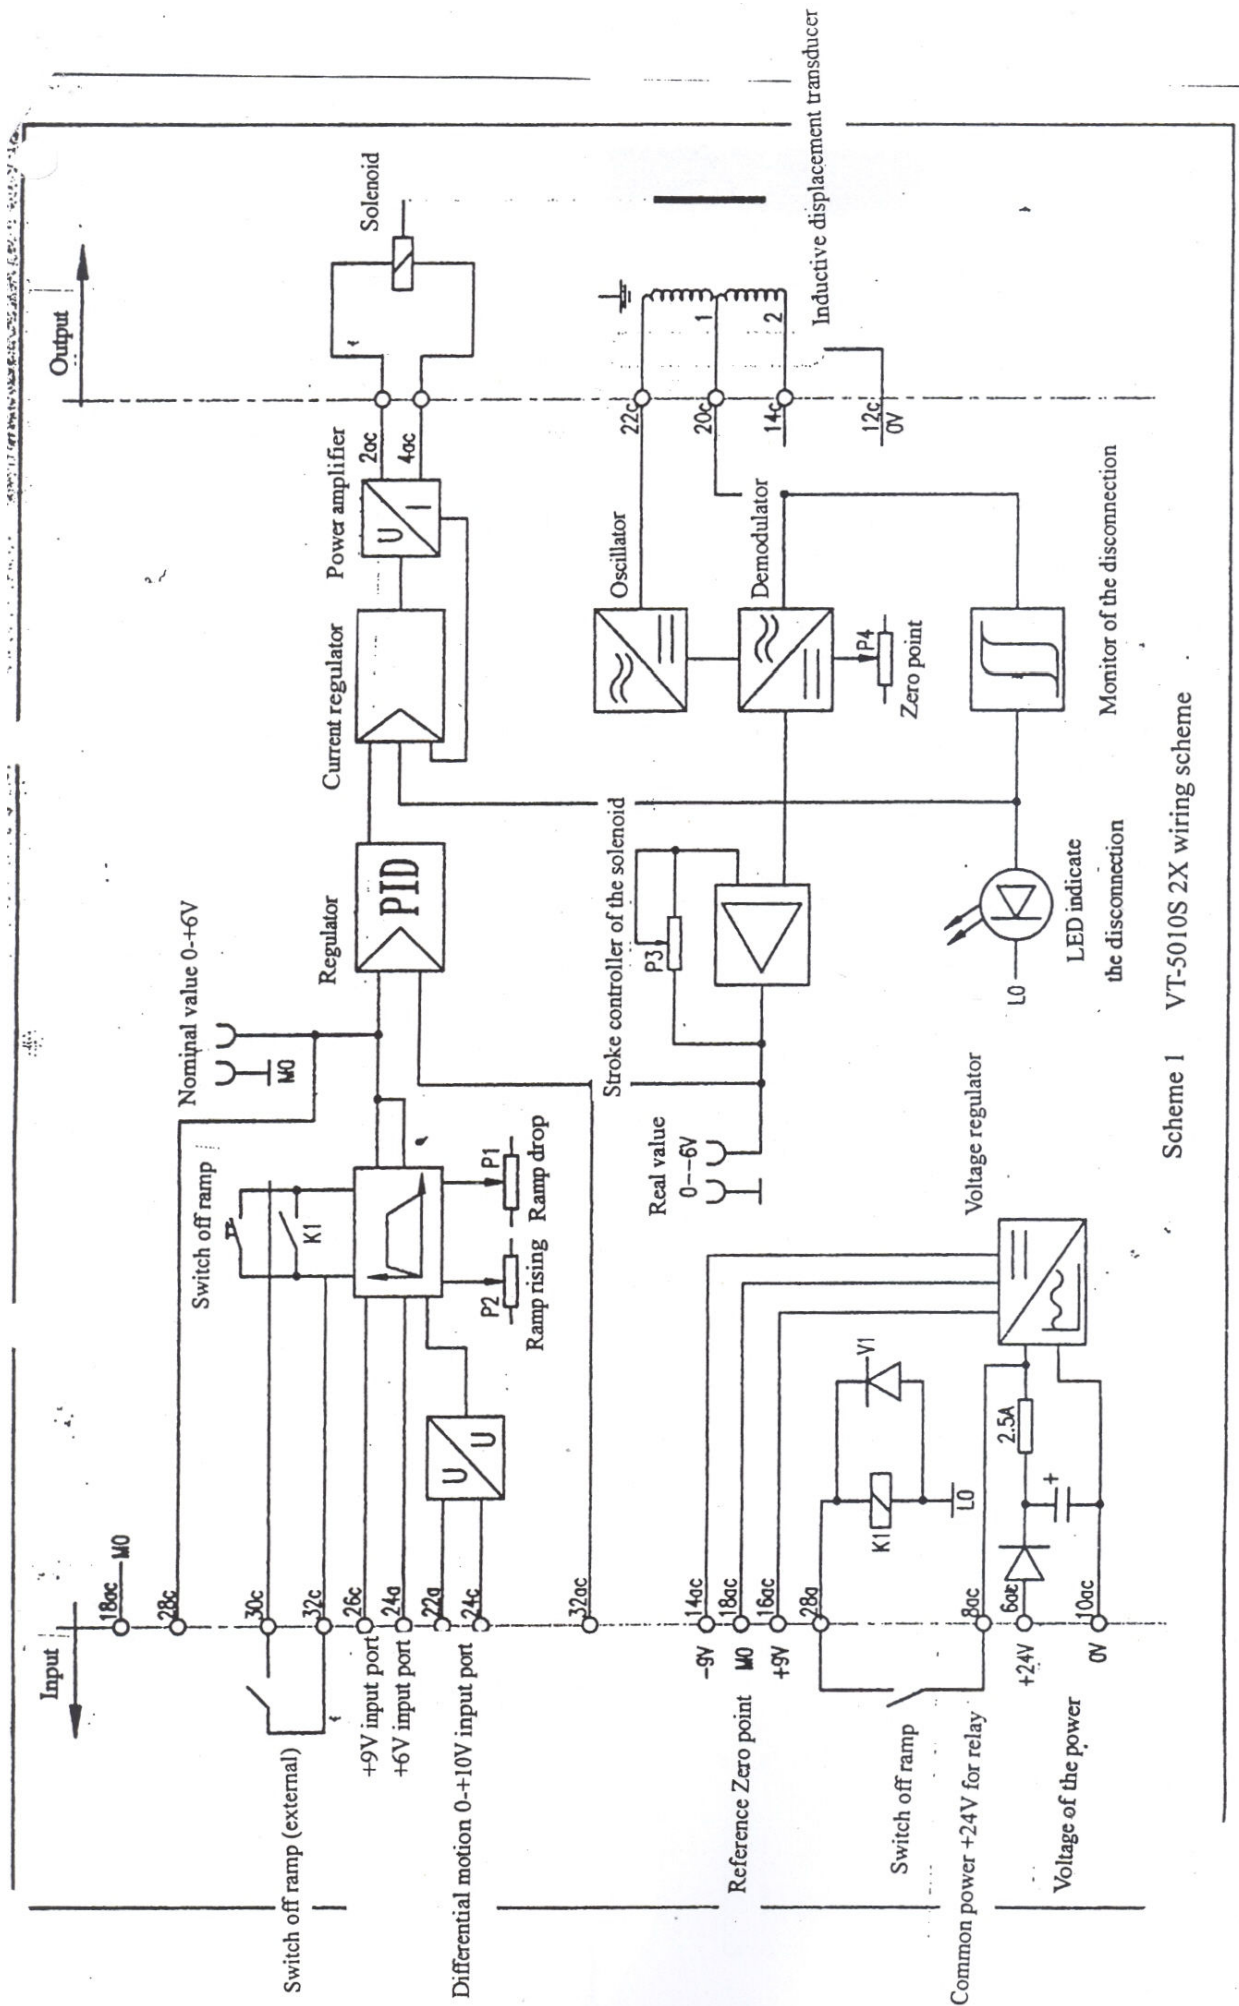 Input
Output
18ac
M0
28c
Nominal value 0-+6V
M0
Switch off ramp
K1
30c
32c
Switch off ramp (external)
26c
+9V input port
24a
+6V input port
22a
24c
Differential motion 0-+10V input port
U
U
P2
P1
Ramp rising
Ramp drop
Regulator
PID
Current regulator
Power amplifier
U
I
2ac
4ac
Solenoid
32ac
Stroke controller of the solenoid
P3
Real value
0--6V
Oscillator
Demodulator
P4
Zero point
22c
20c
14c
12c
0V
1
2
Inductive displacement transducer
-9V
14ac
Reference Zero point
M0
18ac
+9V
16ac
28a
Switch off ramp
K1
V1
L0
Common power +24V for relay
8ac
+24V
6ac
Voltage of the power
0V
10ac
+
2.5A
Voltage regulator
L0
LED indicate
the disconnection
Monitor of the disconnection
Scheme 1 VT-5010S 2X wiring scheme